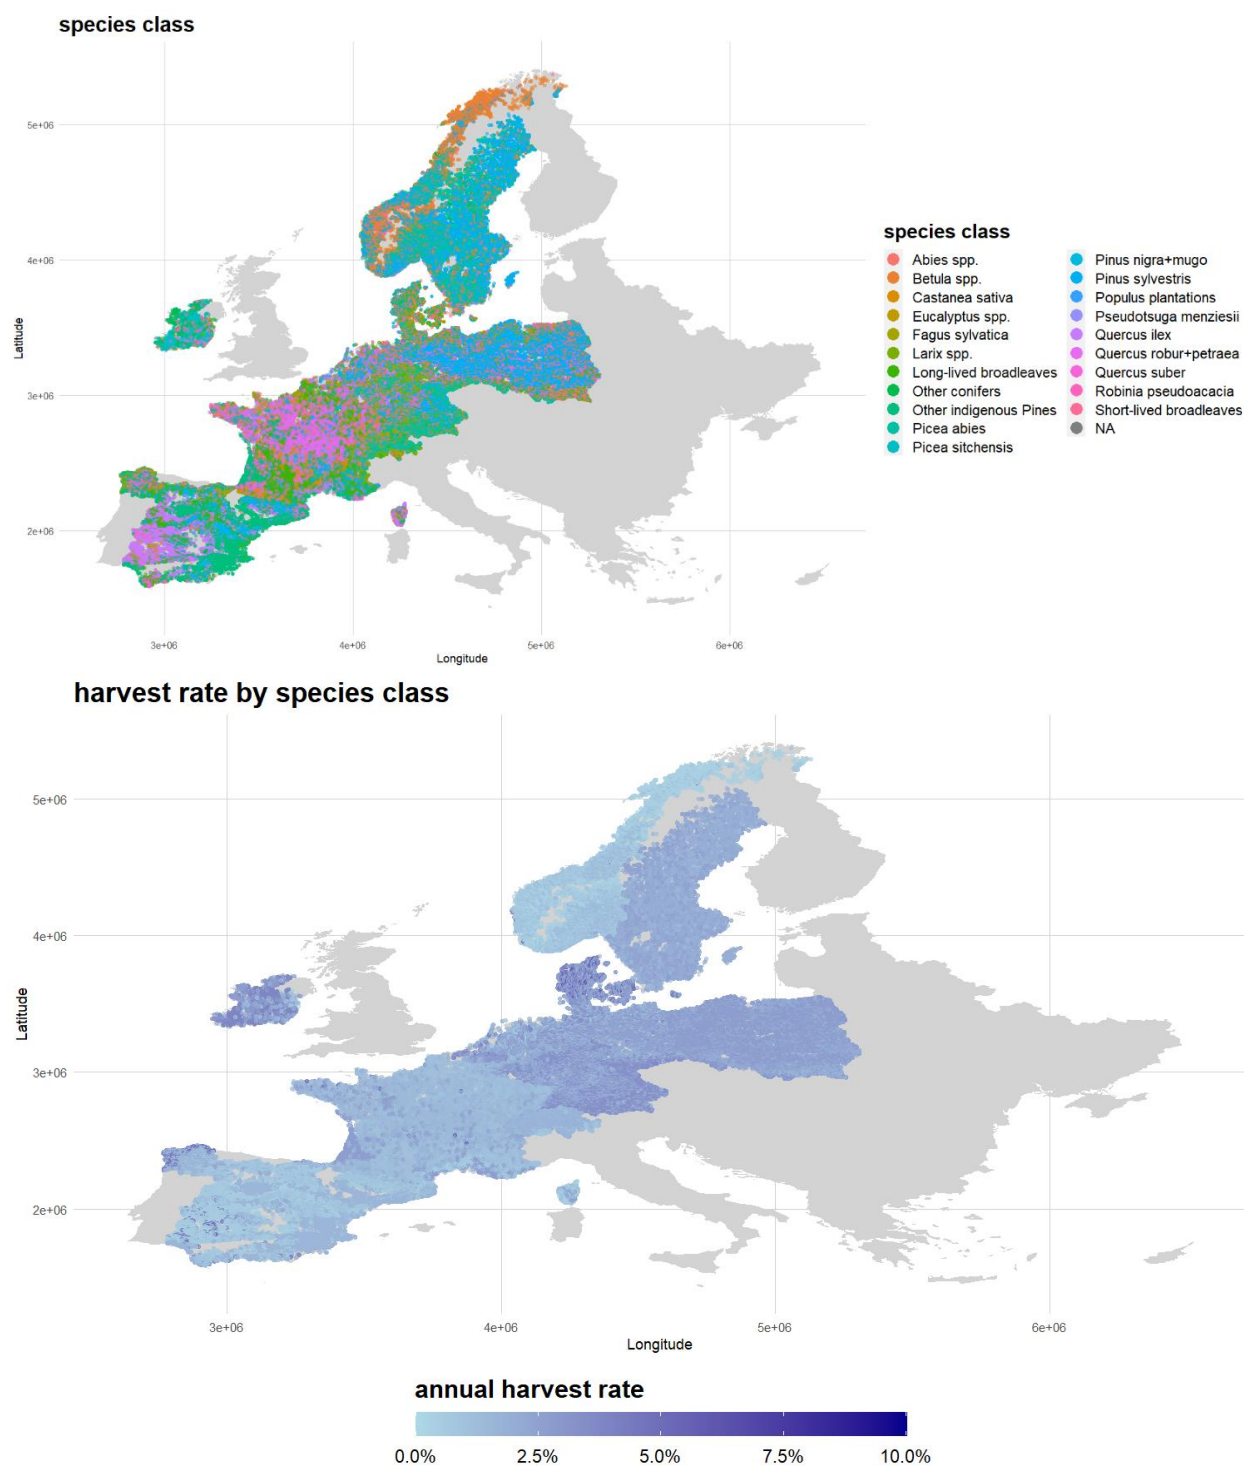 species class
5e+06
4e+06
3e+06
2e+06
Latitude
3e+06
4e+06
5e+06
6e+06
Longitude
species class
Abies spp.
Betula spp.
Castanea sativa
Eucalyptus spp.
Fagus sylvatica
Larix spp.
Long-lived broadleaves
Other conifers
Other indigenous Pines
Picea abies
Picea sitchensis
Pinus nigra+mugo
Pinus sylvestris
Populus plantations
Pseudotsuga menziesii
Quercus ilex
Quercus robur+petraea
Quercus suber
Robinia pseudoacacia
Short-lived broadleaves
NA
harvest rate by species class
5e+06
4e+06
3e+06
2e+06
Latitude
3e+06
4e+06
5e+06
6e+06
Longitude
annual harvest rate
0.0%
2.5%
5.0%
7.5%
10.0%